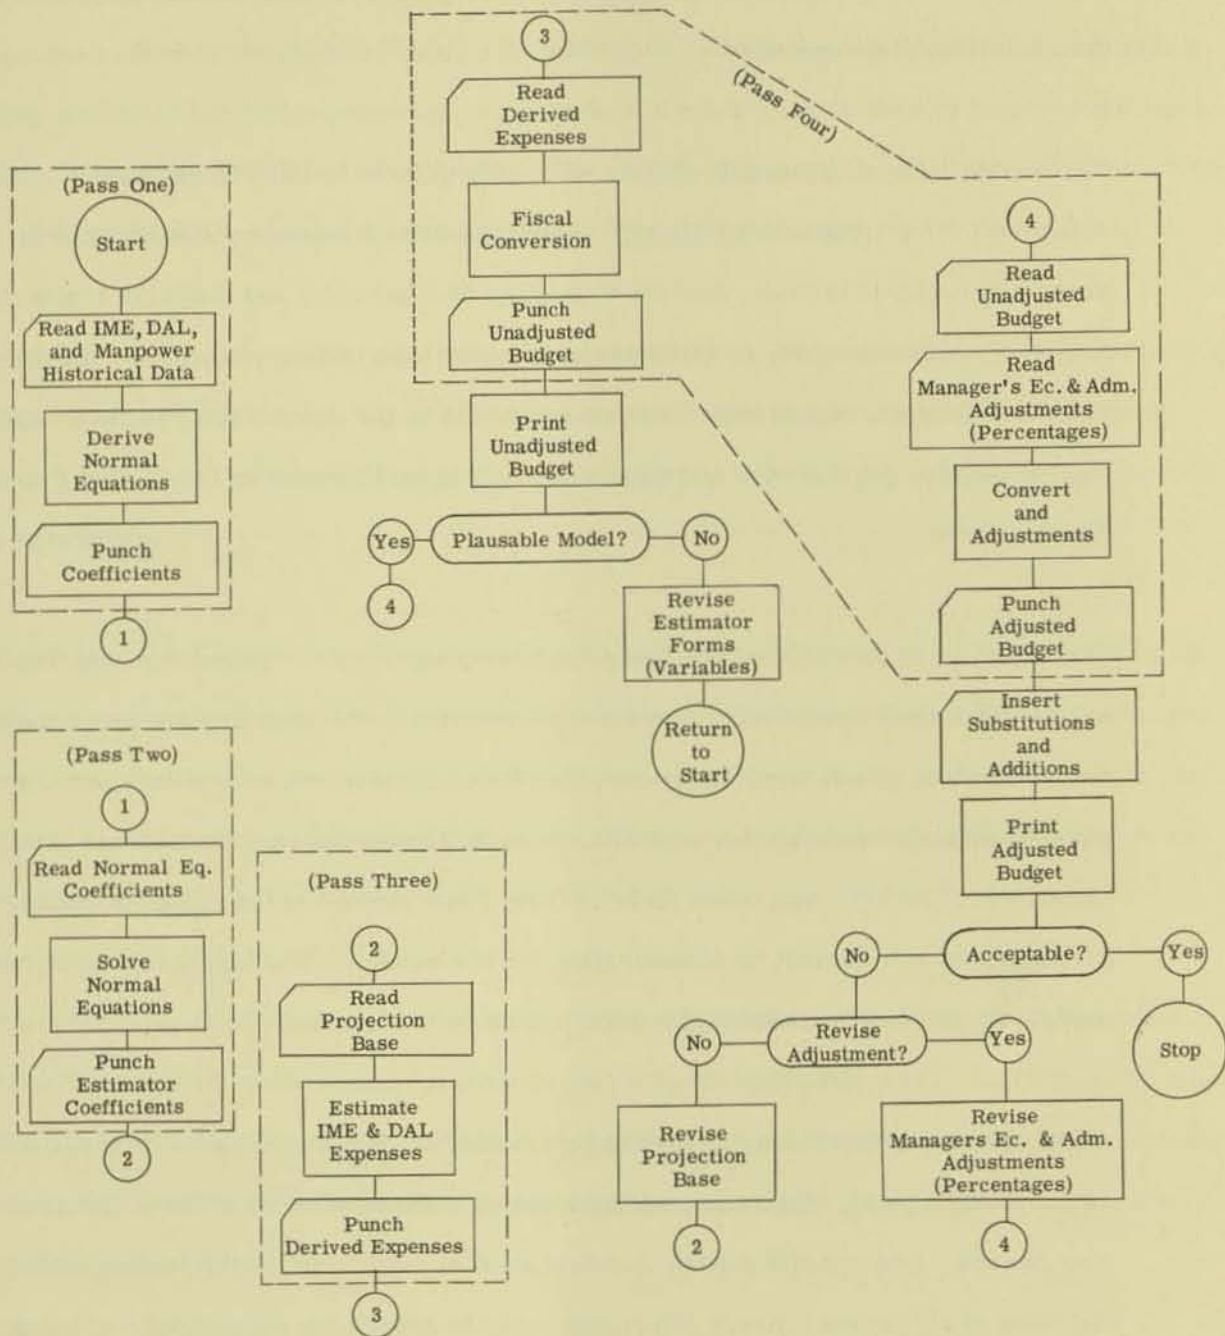 (Pass One)
Start
Read IME, DAL,
and Manpower
Historical Data
Derive
Normal
Equations
Punch
Coefficients
1
(Pass Two)
1
Read Normal Eq.
Coefficients
Solve
Normal
Equations
Punch
Estimator
Coefficients
2
(Pass Three)
2
Read
Projection
Base
Estimate
IME & DAL
Expenses
Punch
Derived Expenses
3
(Pass Four)
3
Read
Derived
Expenses
Fiscal
Conversion
Punch
Unadjusted
Budget
Print
Unadjusted
Budget
Plausable Model?
Yes
4
No
Revise
Estimator
Forms
(Variables)
Return
to
Start
4
Read
Unadjusted
Budget
Read
Manager's Ec. & Adm.
Adjustments
(Percentages)
Convert
and
Adjustments
Punch
Adjusted
Budget
Insert
Substitutions
and
Additions
Print
Adjusted
Budget
Acceptable?
Yes
Stop
No
Revise
Adjustment?
No
Revise
Projection
Base
2
Yes
Revise
Managers Ec. & Adm.
Adjustments
(Percentages)
4